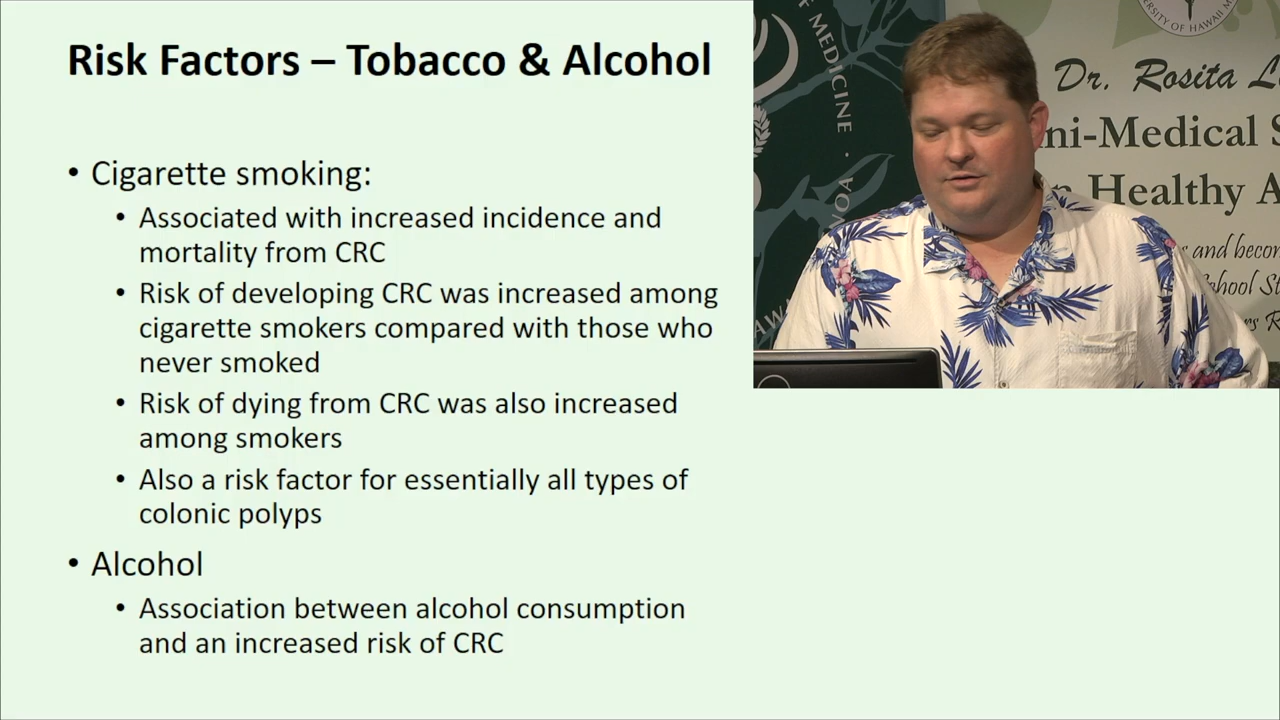 Risk Factors – Tobacco & Alcohol
• Cigarette smoking:
• Associated with increased incidence and
mortality from CRC
• Risk of developing CRC was increased among
cigarette smokers compared with those who
never smoked
• Risk of dying from CRC was also increased
among smokers
• Also a risk factor for essentially all types of
colonic polyps
• Alcohol
• Association between alcohol consumption
and an increased risk of CRC
OF MEDICINE ·
Dr. Rosita
Healthy
and